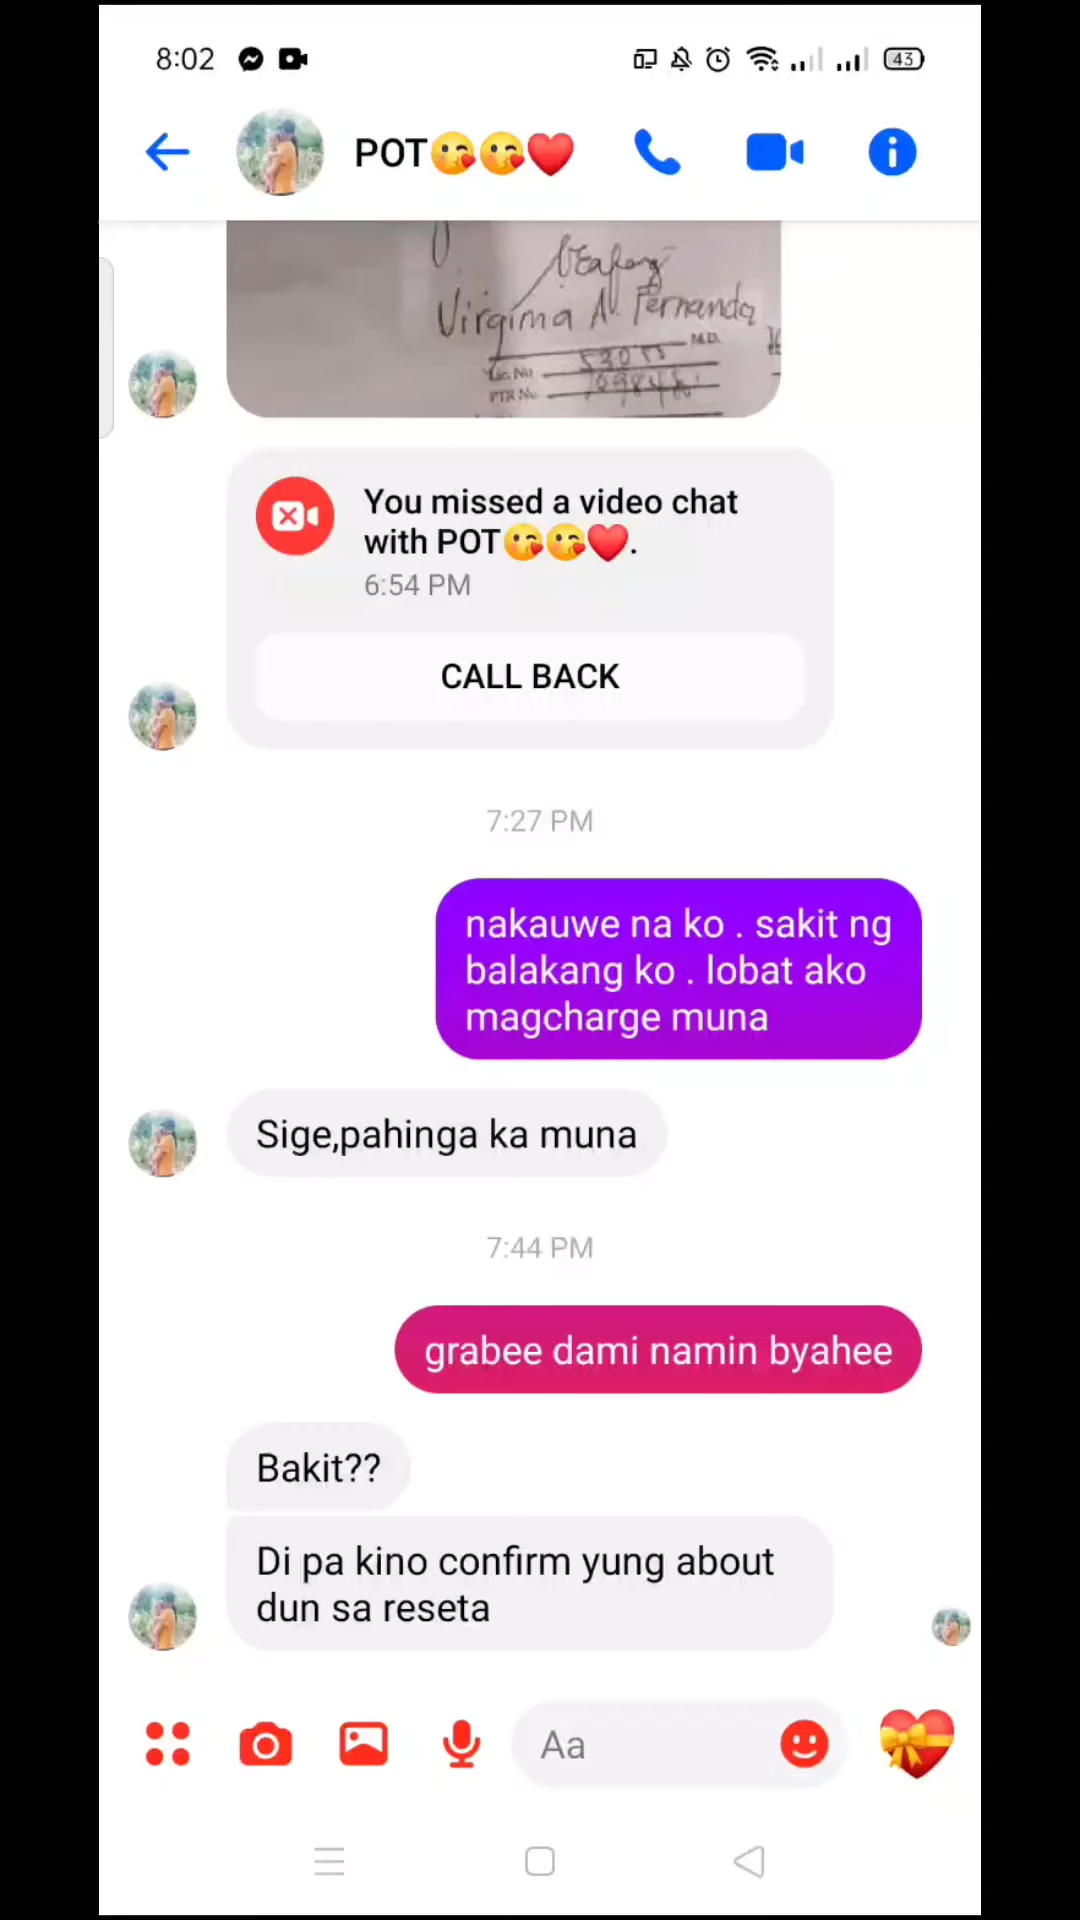 8:02
43
POT😘😘❤️
Virginia N. Fernanda
M.D.
Lic. No.
PTR No.
You missed a video chat
with POT😘😘❤️.
6:54 PM
CALL BACK
7:27 PM
nakauwe na ko . sakit ng
balakang ko . lobat ako
magcharge muna
Sige,pahinga ka muna
7:44 PM
grabee dami namin byahee
Bakit??
Di pa kino confirm yung about
dun sa reseta
Aa